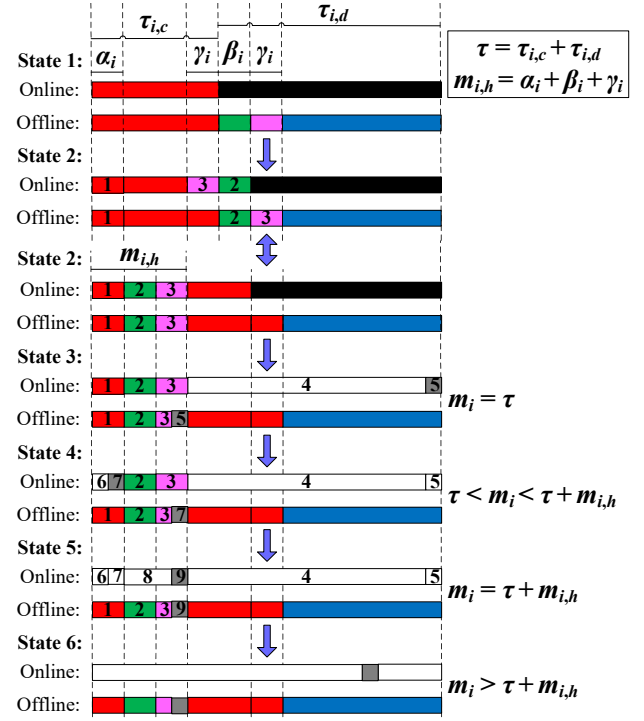 τi,c τi,d
State 1: αi γi βi γi
τ = τi,c + τi,d
mi,h = αi + βi + γi
Online:
Offline:
State 2:
Online: 1 3 2
Offline: 1 2 3
State 2: mi,h
Online: 1 2 3
Offline: 1 2 3
State 3:
Online: 1 2 3 4 5
mi = τ
Offline: 1 2 3 5
State 4:
Online: 6 7 2 3 4 5
τ < mi < τ + mi,h
Offline: 1 2 3 7
State 5:
Online: 6 7 8 9 4 5
mi = τ + mi,h
Offline: 1 2 3 9
State 6:
Online:
mi > τ + mi,h
Offline: